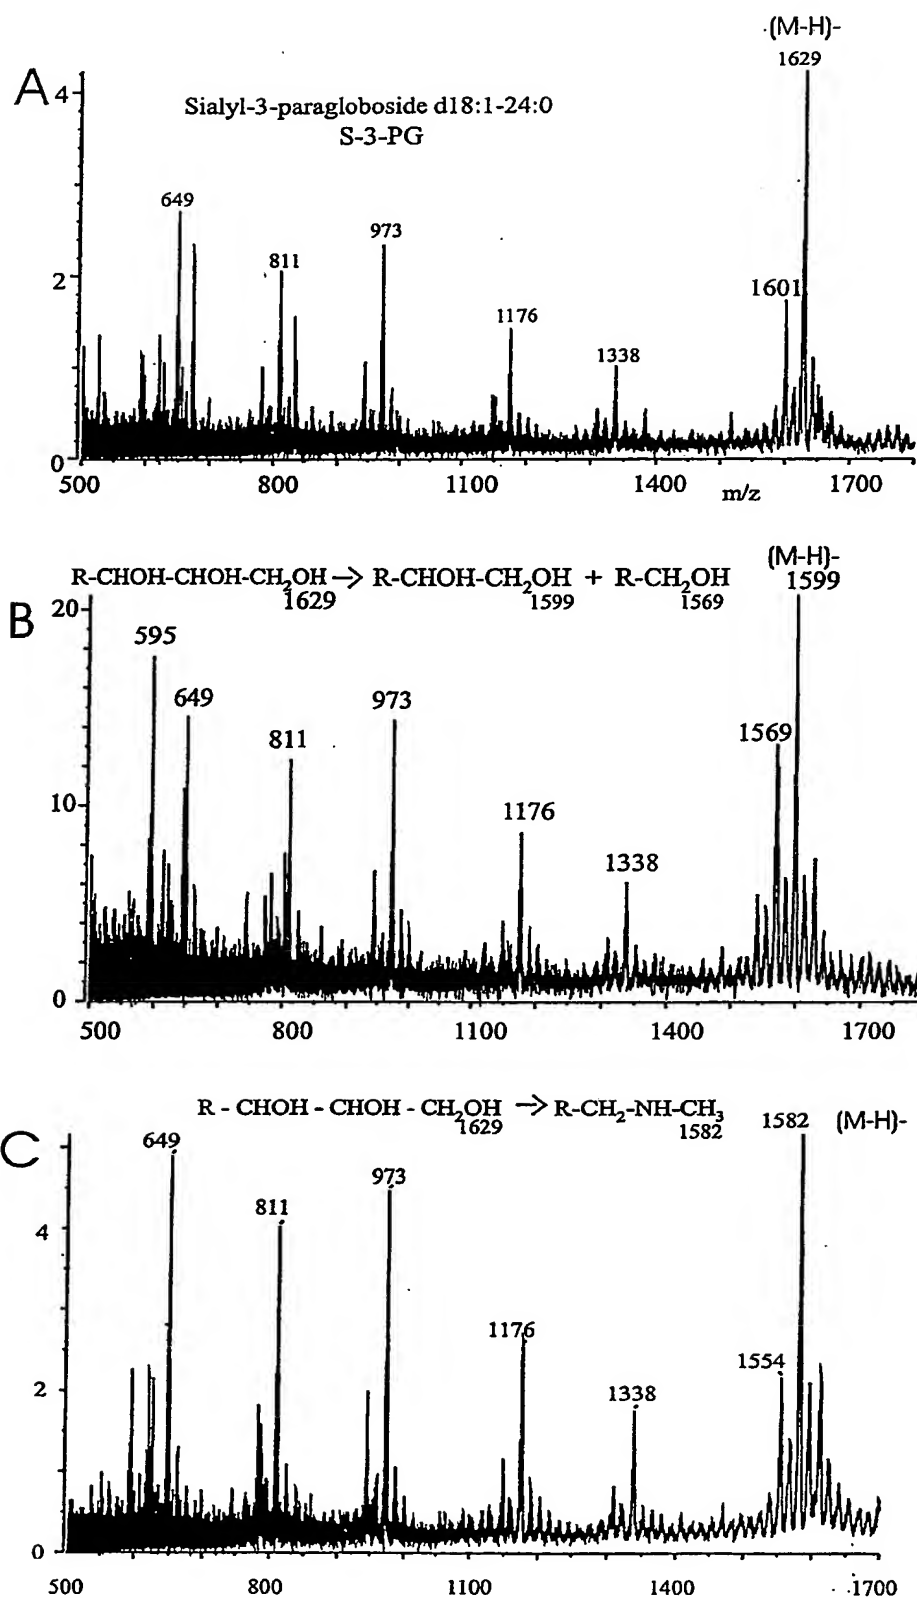 (M-H)-
1629
A
4
Sialyl-3-paragloboside d18:1-24:0
S-3-PG
649
973
811
2
1601
1176
1338
0
500 800 1100 1400 m/z 1700
(M-H)-
R-CHOH-CHOH-CH2OH → R-CHOH-CH2OH + R-CH2OH 1599
1629 1599 1569
B
20
595
649
973
811
1569
10
1176
1338
0
500 800 1100 1400 1700
R - CHOH - CHOH - CH2OH → R-CH2-NH-CH3 1582 (M-H)-
1629 1582
C
649
973
811
4
1176
1554
2
1338
0
500 800 1100 1400 1700